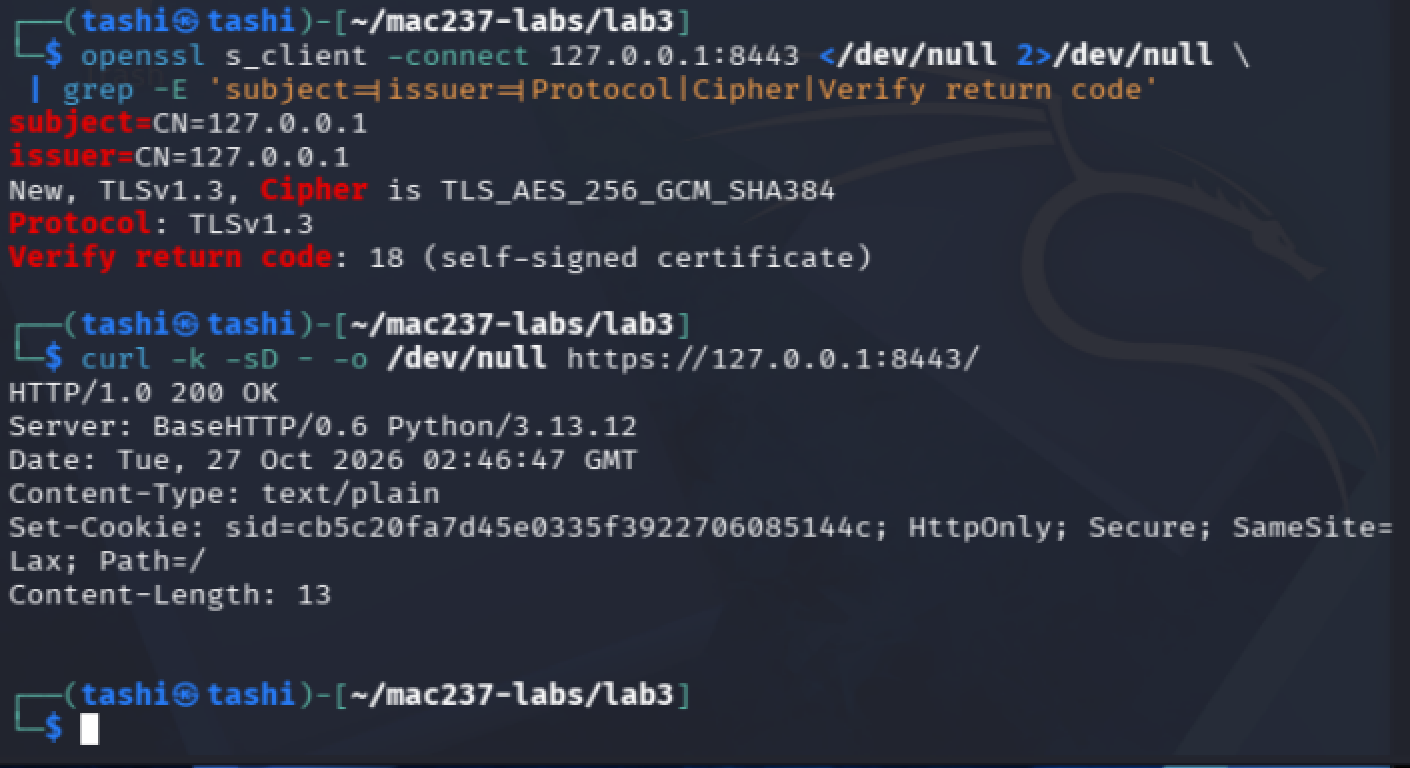 ┌──(tashi㉿tashi)-[~/mac237-labs/lab3]
└─$ openssl s_client -connect 127.0.0.1:8443 </dev/null 2>/dev/null \
 | grep -E 'subject=|issuer=|Protocol|Cipher|Verify return code'
subject=CN=127.0.0.1
issuer=CN=127.0.0.1
New, TLSv1.3, Cipher is TLS_AES_256_GCM_SHA384
Protocol: TLSv1.3
Verify return code: 18 (self-signed certificate)
┌──(tashi㉿tashi)-[~/mac237-labs/lab3]
└─$ curl -k -sD - -o /dev/null https://127.0.0.1:8443/
HTTP/1.0 200 OK
Server: BaseHTTP/0.6 Python/3.13.12
Date: Tue, 27 Oct 2026 02:46:47 GMT
Content-Type: text/plain
Set-Cookie: sid=cb5c20fa7d45e0335f3922706085144c; HttpOnly; Secure; SameSite=
Lax; Path=/
Content-Length: 13
┌──(tashi㉿tashi)-[~/mac237-labs/lab3]
└─$